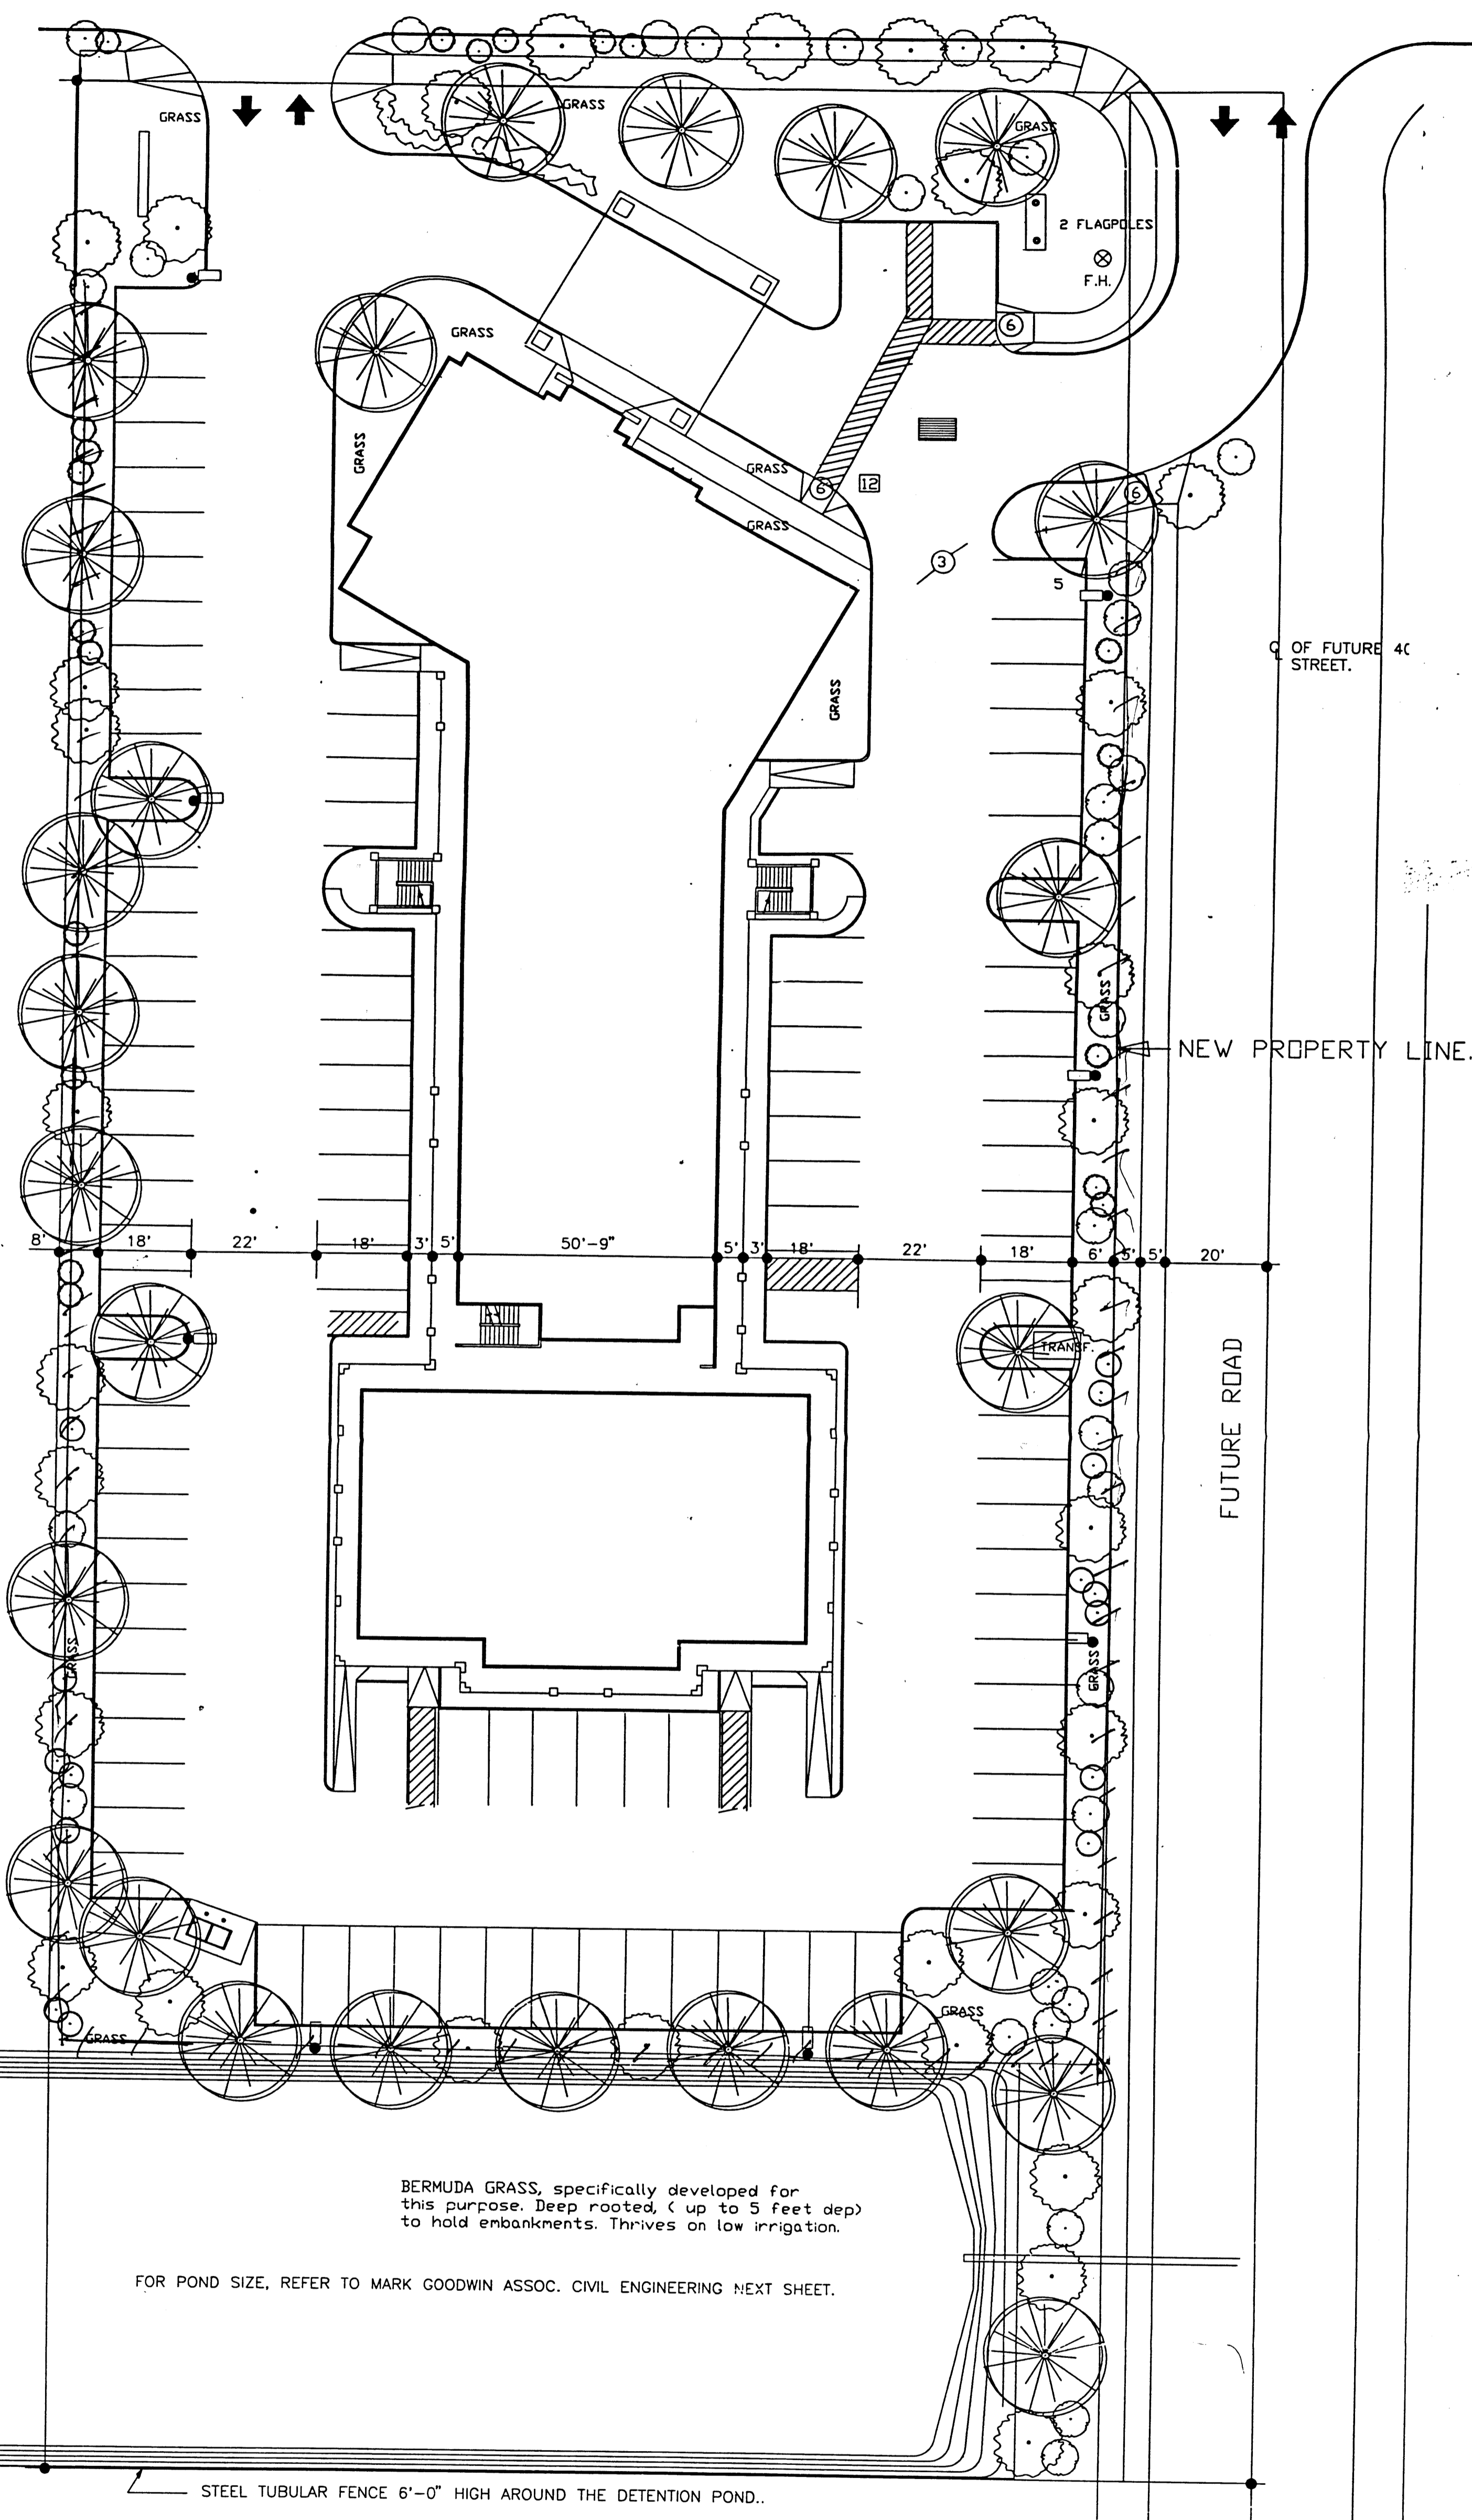 GRASS
GRASS
GRASS
2 FLAGPOLES
F.H.
6
GRASS
GRASS
GRASS
6
12
6
GRASS
3
5
℄ OF FUTURE 40
STREET.
GRASS
GRASS
NEW PROPERTY LINE.
8' 18' 22' 18' 3' 5' 50'-9" 5' 3' 18' 22' 18' 6' 5' 5' 20'
TRANSF.
FUTURE ROAD
GRASS
GRASS
GRASS
GRASS
BERMUDA GRASS, specifically developed for
this purpose. Deep rooted, ( up to 5 feet dep)
to hold embankments. Thrives on low irrigation.
FOR POND SIZE, REFER TO MARK GOODWIN ASSOC. CIVIL ENGINEERING NEXT SHEET.
STEEL TUBULAR FENCE 6'-0" HIGH AROUND THE DETENTION POND..